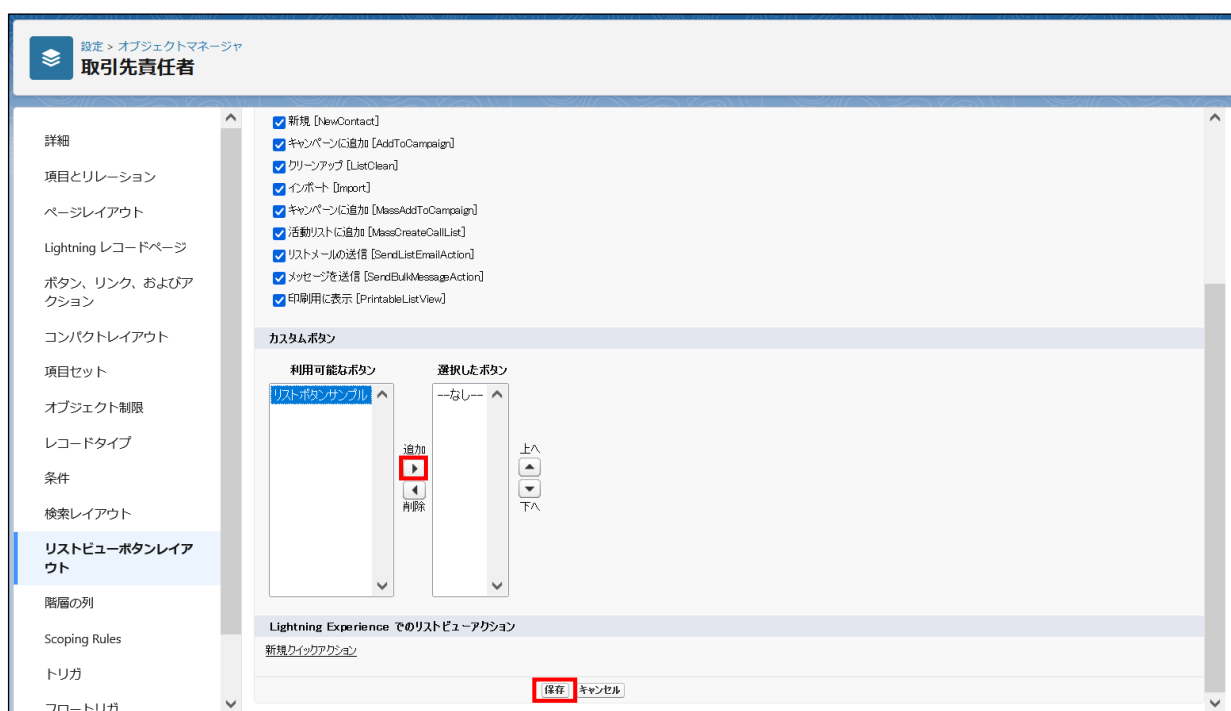 設定 > オブジェクトマネージャ
取引先責任者
詳細
項目とリレーション
ページレイアウト
Lightning レコードページ
ボタン、リンク、およびア
クション
コンパクトレイアウト
項目セット
オブジェクト制限
レコードタイプ
条件
検索レイアウト
リストビューボタンレイア
ウト
階層の列
Scoping Rules
トリガ
フロートリガ
新規 [NewContact]
キャンペーンに追加 [AddToCampaign]
クリーンアップ [ListClean]
インポート [Import]
キャンペーンに追加 [MassAddToCampaign]
活動リストに追加 [MassCreateCallList]
リストメールの送信 [SendListEmailAction]
メッセージを送信 [SendBulkMessageAction]
印刷用に表示 [PrintableListView]
カスタムボタン
利用可能なボタン 選択したボタン
リストボタンサンプル --なし--
追加 上へ
削除 下へ
Lightning Experience でのリストビューアクション
新規クイックアクション
保存 キャンセル